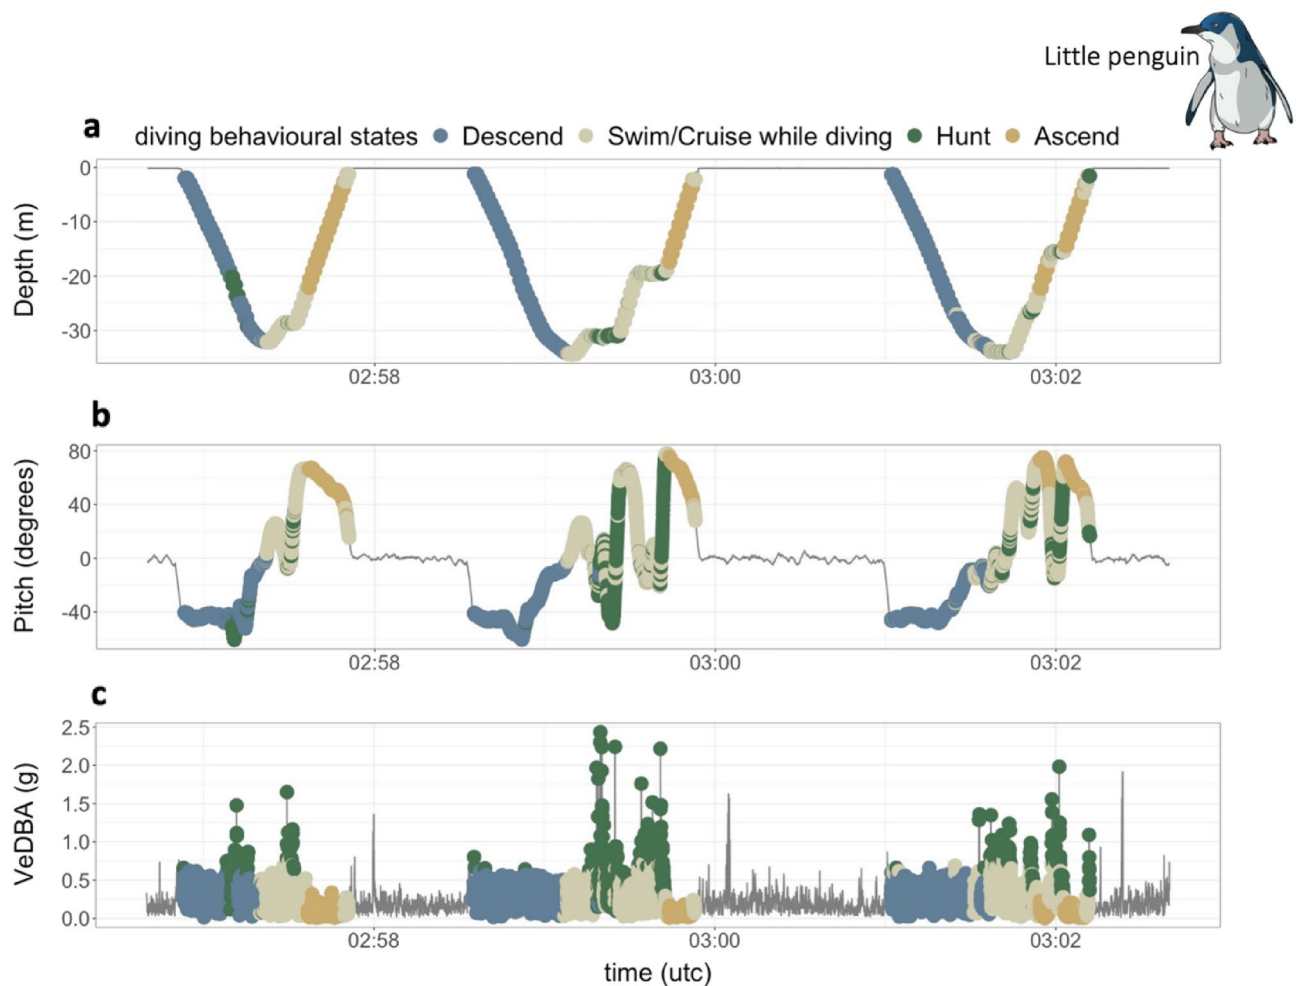 Little penguin
a
diving behavioural states Descend Swim/Cruise while diving Hunt Ascend
0
-10
-20
-30
Depth (m)
02:58 03:00 03:02
b
80
40
0
-40
Pitch (degrees)
02:58 03:00 03:02
c
2.5
2.0
1.5
1.0
0.5
0.0
VeDBA (g)
02:58 03:00 03:02
time (utc)